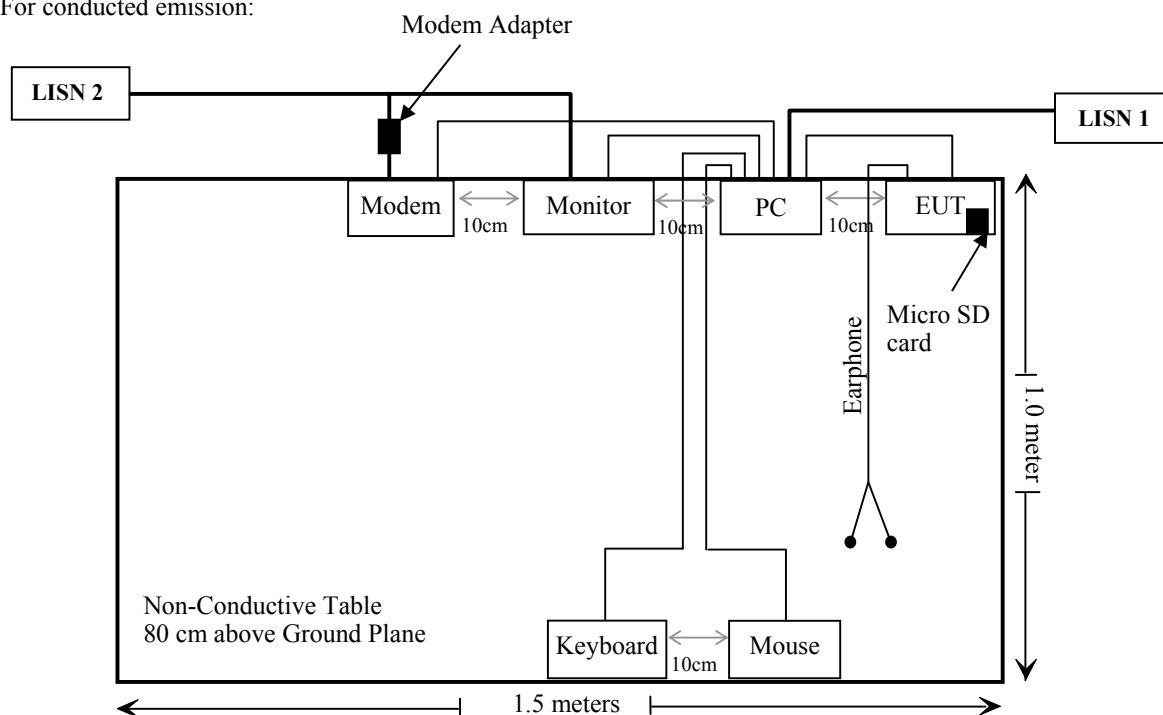 For conducted emission:
Modem Adapter
LISN 2
LISN 1
Modem
Monitor
PC
EUT
10cm
10cm
10cm
Micro SD
card
Earphone
1.0 meter
Non-Conductive Table
80 cm above Ground Plane
Keyboard
Mouse
10cm
1.5 meters